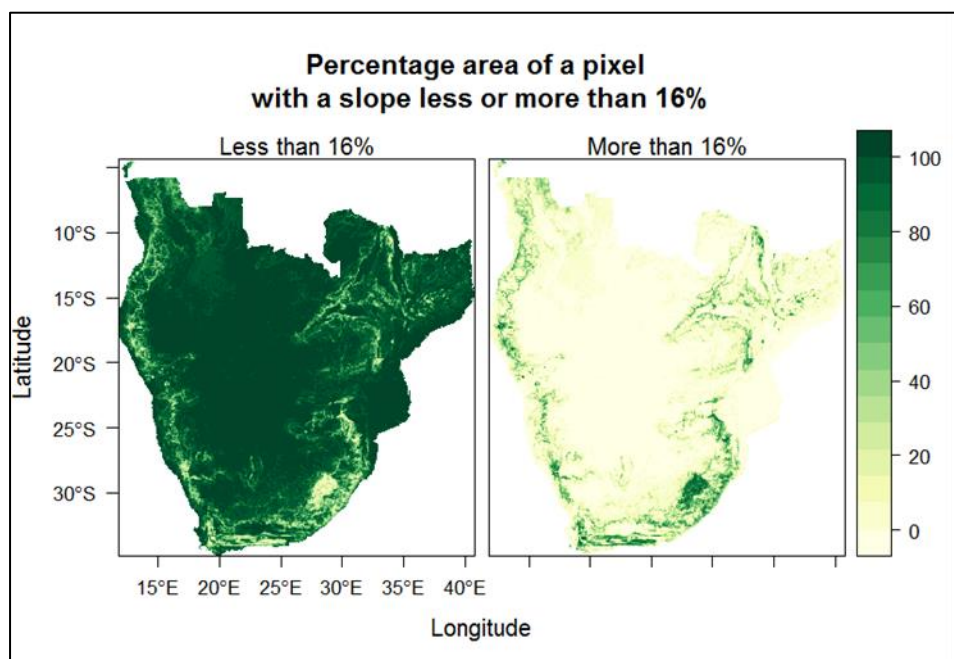 Percentage area of a pixel
with a slope less or more than 16%
Less than 16%
More than 16%
100
80
60
40
20
0
10°S
15°S
20°S
25°S
30°S
Latitude
15°E
20°E
25°E
30°E
35°E
40°E
Longitude